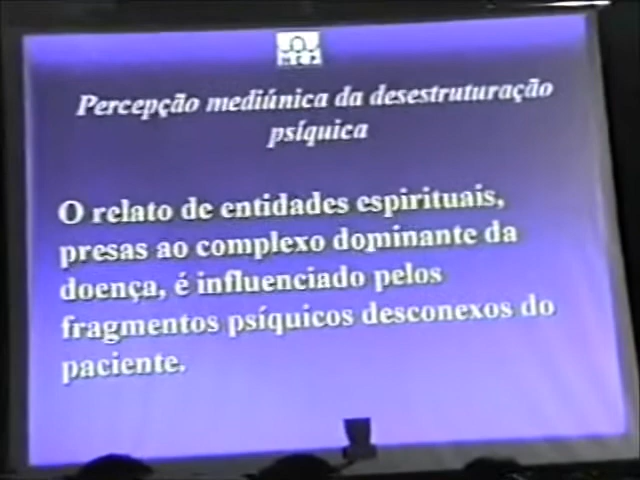 Percepção mediúnica da desestruturação
psíquica
O relato de entidades espirituais,
presas ao complexo dominante da
doença, é influenciado pelos
fragmentos psíquicos desconexos do
paciente.